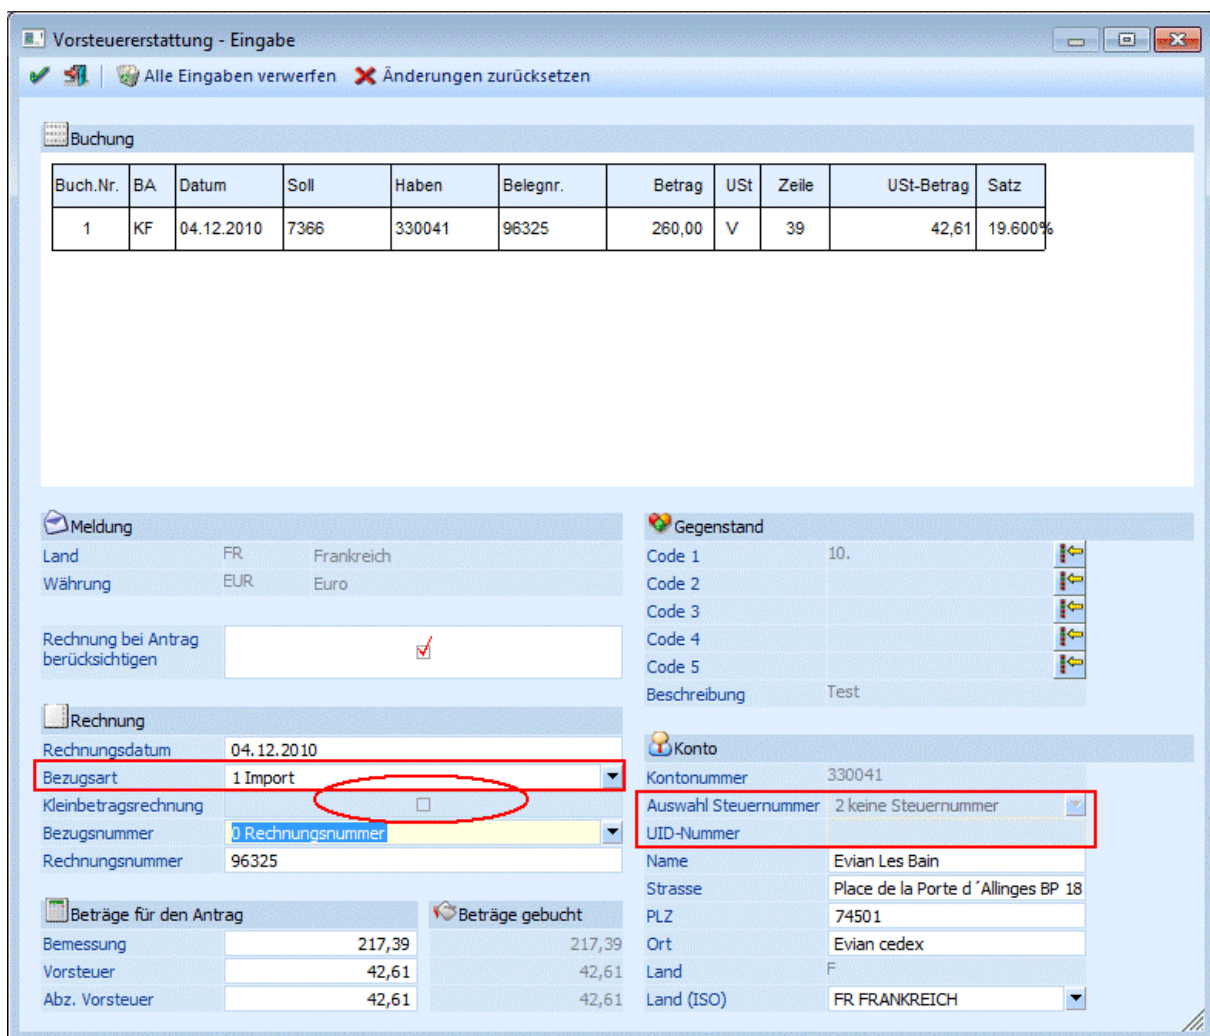 Vorsteuererstattung - Eingabe
Alle Eingaben verwerfen Änderungen zurücksetzen
Buchung
Buch.Nr. BA Datum Soll Haben Belegnr. Betrag USt Zeile USt-Betrag Satz
1 KF 04.12.2010 7366 330041 96325 260,00 V 39 42,61 19.600%
Meldung
Land FR Frankreich
Währung EUR Euro
Rechnung bei Antrag
berücksichtigen
Rechnung
Rechnungsdatum 04.12.2010
Bezugsart 1 Import
Kleinbetragsrechnung
Bezugsnummer 0 Rechnungsnummer
Rechnungsnummer 96325
Beträge für den Antrag Beträge gebucht
Bemessung 217,39 217,39
Vorsteuer 42,61 42,61
Abz. Vorsteuer 42,61 42,61
Gegenstand
Code 1 10.
Code 2
Code 3
Code 4
Code 5
Beschreibung Test
Konto
Kontonummer 330041
Auswahl Steuernummer 2 keine Steuernummer
UID-Nummer
Name Evian Les Bain
Strasse Place de la Porte d ´Allinges BP 18
PLZ 74501
Ort Evian cedex
Land F
Land (ISO) FR FRANKREICH